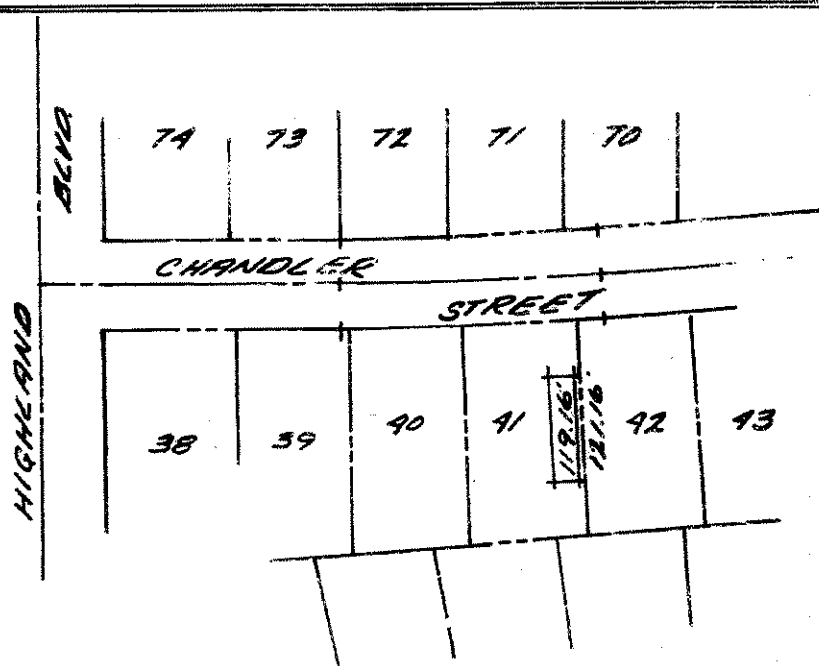 HIGHLAND BLVD.
74 73 72 71 70
CHANDLER STREET
38 39 40 41 42 43
119.16'
121.16'